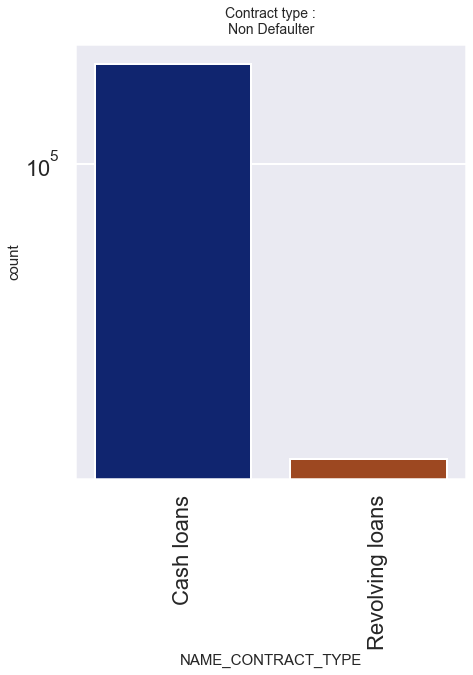 Contract type :
Non Defaulter
10^5
count
Cash loans
Revolving loans
NAME_CONTRACT_TYPE